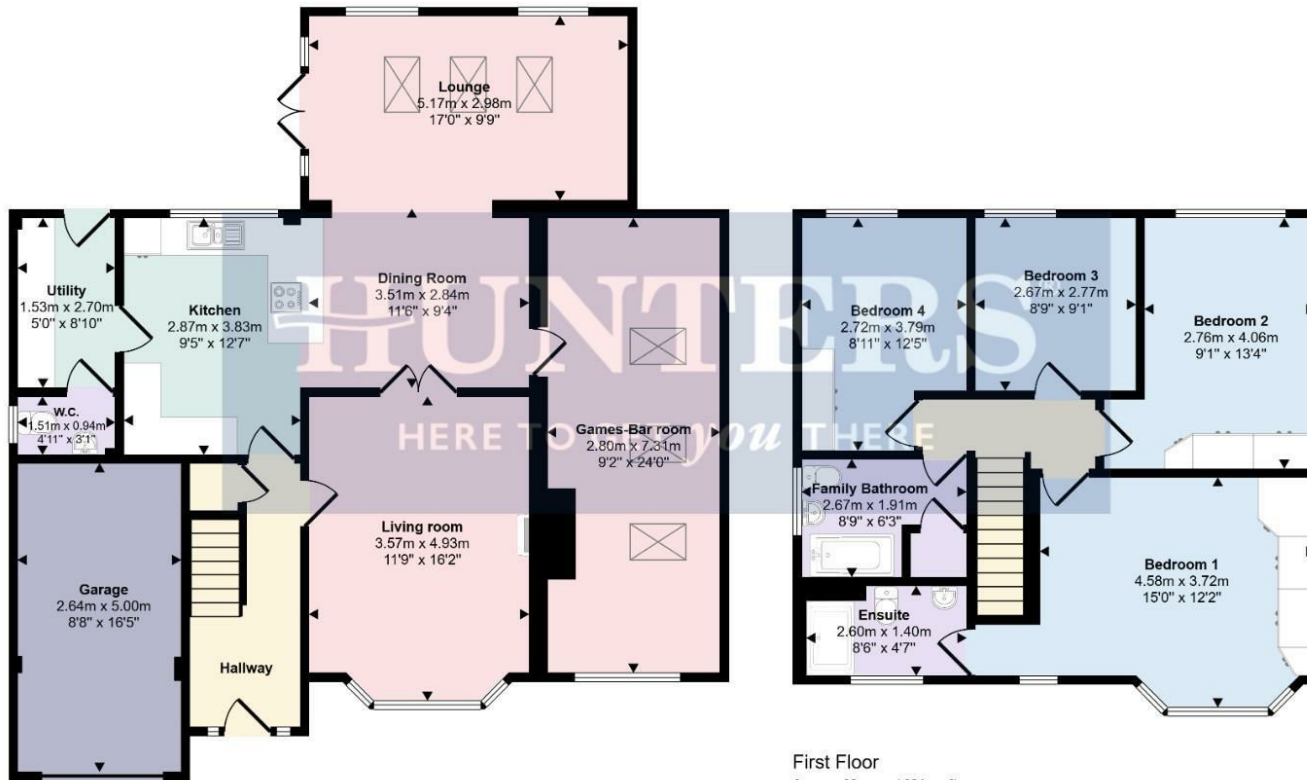 Lounge
5.17m x 2.98m
17'0" x 9'9"
Utility
1.53m x 2.70m
5'0" x 8'10"
Kitchen
2.87m x 3.83m
9'5" x 12'7"
Dining Room
3.51m x 2.84m
11'6" x 9'4"
W.C.
1.51m x 0.94m
4'11" x 3'1"
Games-Bar room
2.80m x 7.31m
9'2" x 24'0"
Living room
3.57m x 4.93m
11'9" x 16'2"
Garage
2.64m x 5.00m
8'8" x 16'5"
Hallway
HUNTERS
HERE TO GET you THERE
Bedroom 4
2.72m x 3.79m
8'11" x 12'5"
Bedroom 3
2.67m x 2.77m
8'9" x 9'1"
Bedroom 2
2.76m x 4.06m
9'1" x 13'4"
Family Bathroom
2.67m x 1.91m
8'9" x 6'3"
Bedroom 1
4.58m x 3.72m
15'0" x 12'2"
Ensuite
2.60m x 1.40m
8'6" x 4'7"
First Floor